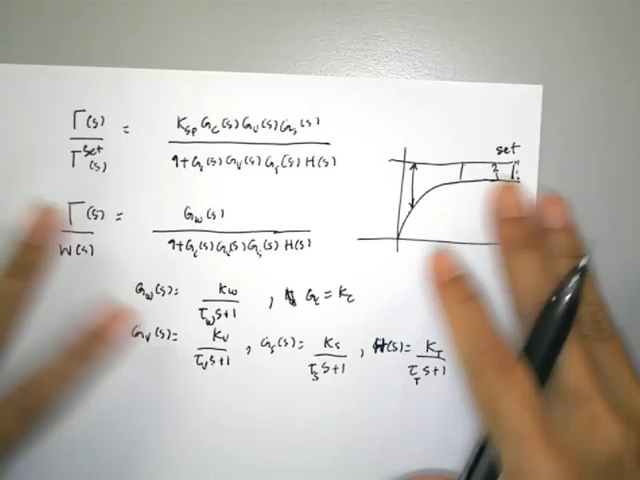 Γ(s) / T^set(s) = K_sp G_c(s) G_v(s) G_s(s) / 1+G_c(s) G_v(s) G_s(s) H(s)
set
Γ(s) / W(s) = G_w(s) / 1+G_c(s) G_v(s) G_s(s) H(s)
G_w(s) = K_w / τ_w s+1 , G_c = K_c
G_v(s) = K_v / τ_v s+1 , G_s(s) = K_s / τ_s s+1 , H(s) = K_T / τ_T s+1